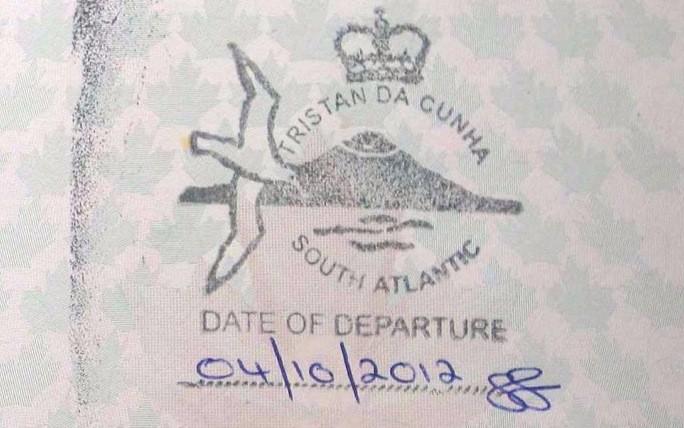 TRISTAN DA CUNHA
SOUTH ATLANTIC
DATE OF DEPARTURE
04/10/2012